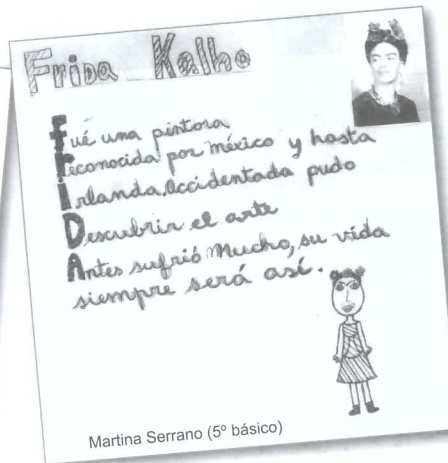 Frida Kalho
Fué una pintora
reconocida por méxico y hasta
Irlanda. Accidentada pudo
Descubrir el arte
Antes sufrió Mucho, su vida
siempre será así.
Martina Serrano (5º básico)